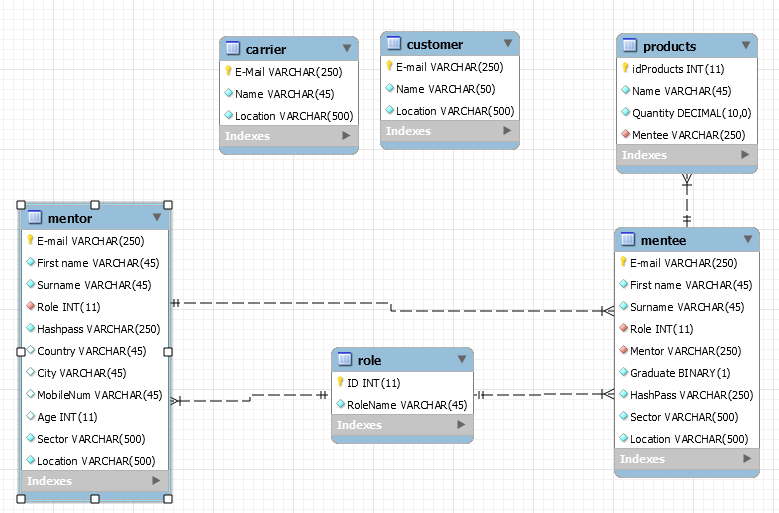 carrier
E-Mail VARCHAR(250)
Name VARCHAR(45)
Location VARCHAR(500)
Indexes
customer
E-mail VARCHAR(250)
Name VARCHAR(50)
Location VARCHAR(500)
Indexes
products
idProducts INT(11)
Name VARCHAR(45)
Quantity DECIMAL(10,0)
Mentee VARCHAR(250)
Indexes
mentor
E-mail VARCHAR(250)
First name VARCHAR(45)
Surname VARCHAR(45)
Role INT(11)
Hashpass VARCHAR(250)
Country VARCHAR(45)
City VARCHAR(45)
MobileNum VARCHAR(45)
Age INT(11)
Sector VARCHAR(500)
Location VARCHAR(500)
Indexes
role
ID INT(11)
RoleName VARCHAR(45)
Indexes
mentee
E-mail VARCHAR(250)
First name VARCHAR(45)
Surname VARCHAR(45)
Role INT(11)
Mentor VARCHAR(250)
Graduate BINARY(1)
HashPass VARCHAR(250)
Sector VARCHAR(500)
Location VARCHAR(500)
Indexes